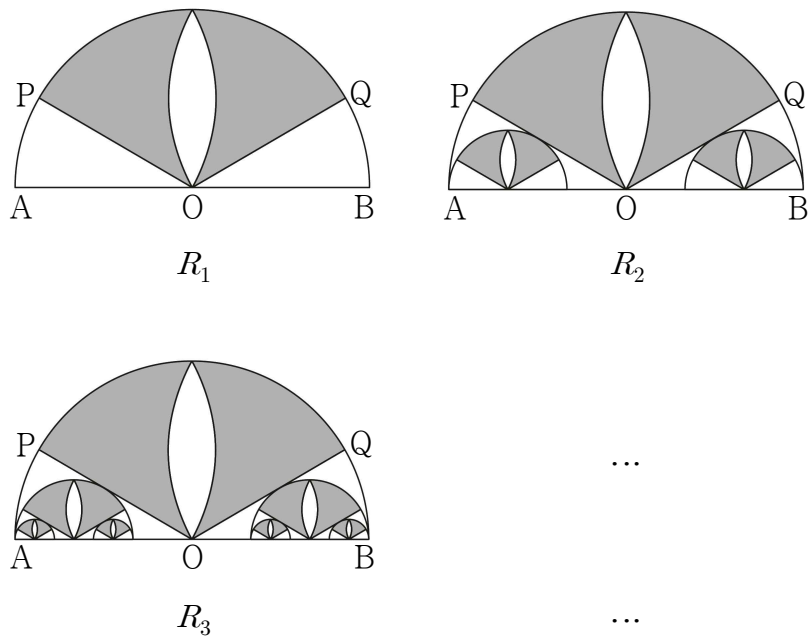 P Q P Q
A O B A O B
R₁ R₂
P Q ...
A O B
R₃ ...